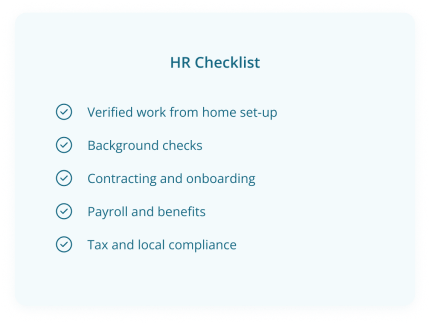 HR Checklist
Verified work from home set-up
Background checks
Contracting and onboarding
Payroll and benefits
Tax and local compliance